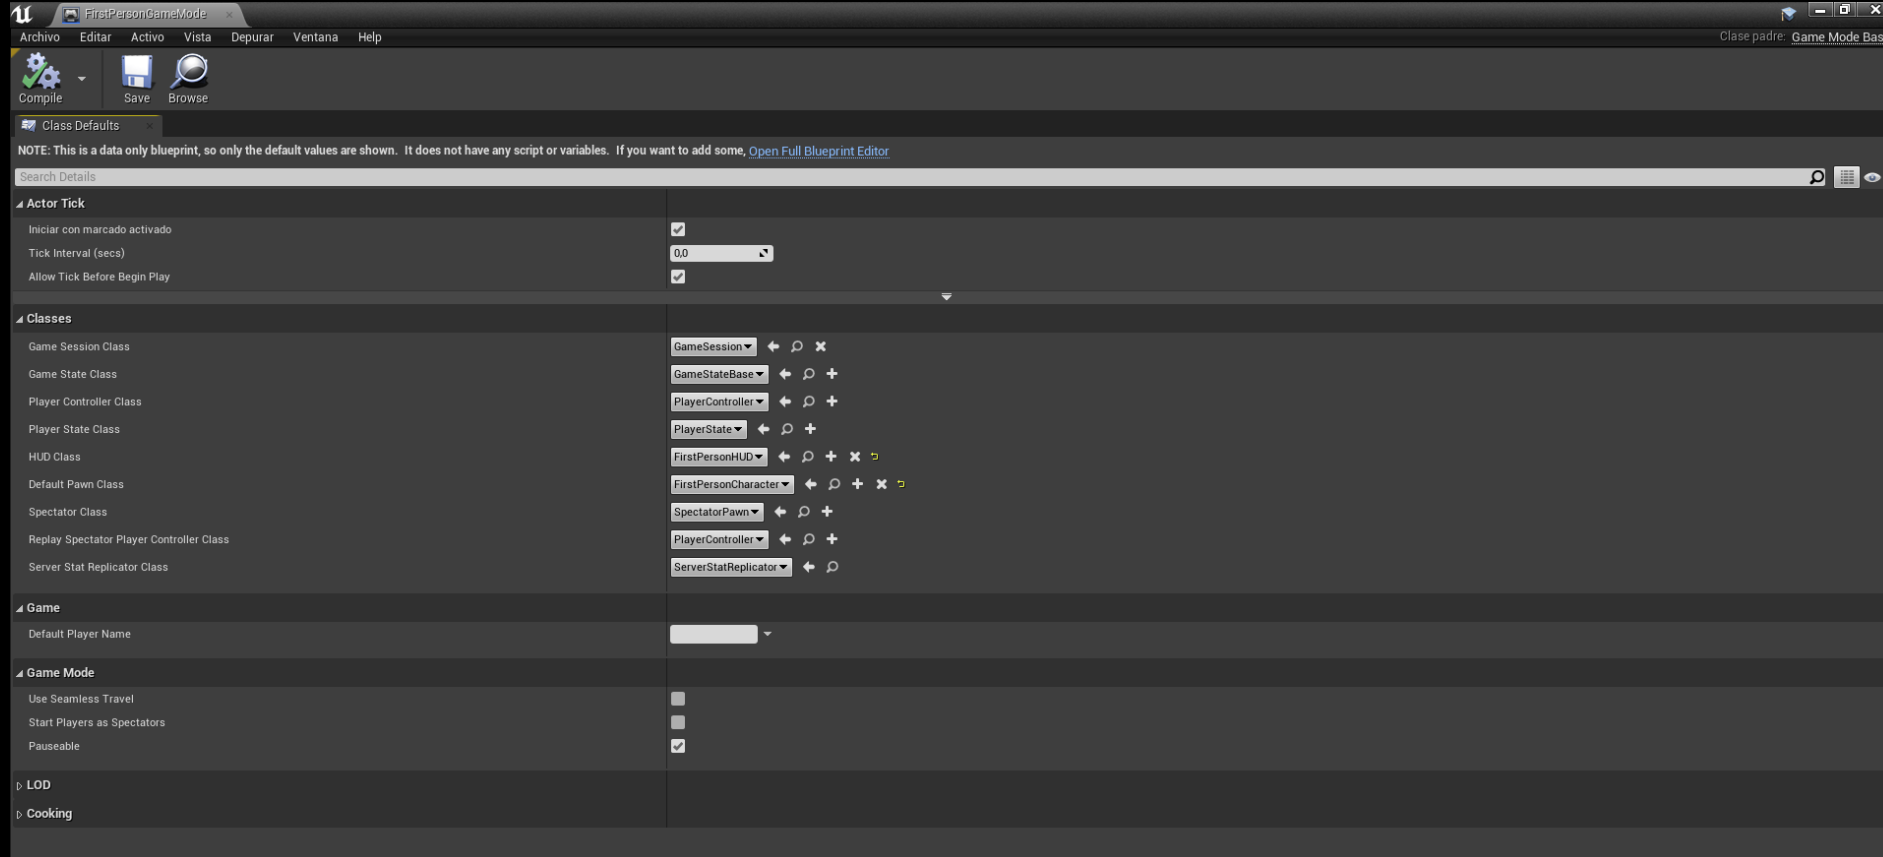 FirstPersonGameMode
Archivo Editar Activo Vista Depurar Ventana Help
Clase padre: Game Mode Bas
Compile Save Browse
Class Defaults
NOTE: This is a data only blueprint, so only the default values are shown.  It does not have any script or variables.  If you want to add some, Open Full Blueprint Editor
Search Details
Actor Tick
Iniciar con marcado activado
Tick Interval (secs) 0,0
Allow Tick Before Begin Play
Classes
Game Session Class GameSession
Game State Class GameStateBase
Player Controller Class PlayerController
Player State Class PlayerState
HUD Class FirstPersonHUD
Default Pawn Class FirstPersonCharacter
Spectator Class SpectatorPawn
Replay Spectator Player Controller Class PlayerController
Server Stat Replicator Class ServerStatReplicator
Game
Default Player Name
Game Mode
Use Seamless Travel
Start Players as Spectators
Pauseable
LOD
Cooking